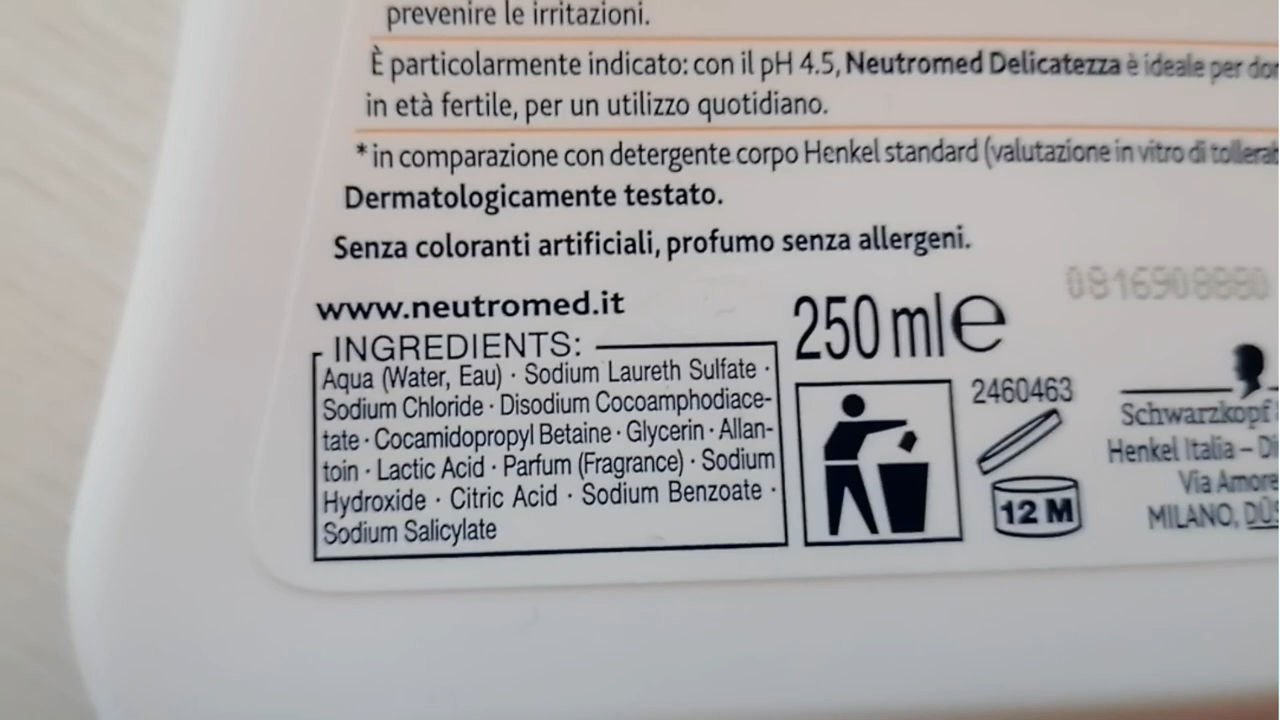 prevenire le irritazioni.
È particolarmente indicato: con il pH 4.5, Neutromed Delicatezza è ideale per
in età fertile, per un utilizzo quotidiano.
* in comparazione con detergente corpo Henkel standard (valutazione in vitro di
Dermatologicamente testato.
Senza coloranti artificiali, profumo senza allergeni.
0816908880
www.neutromed.it
250 ml e
INGREDIENTS:
Aqua (Water, Eau) · Sodium Laureth Sulfate ·
Sodium Chloride · Disodium Cocoamphodiace-
tate · Cocamidopropyl Betaine · Glycerin · Allan-
toin · Lactic Acid · Parfum (Fragrance) · Sodium
Hydroxide · Citric Acid · Sodium Benzoate ·
Sodium Salicylate
2460463
12 M
Schwarzkopf
Henkel Italia –
Via
MILANO,